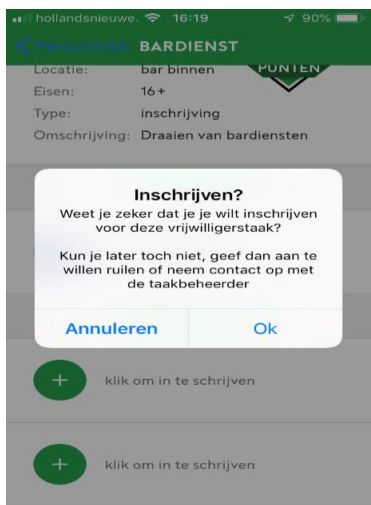 hollandsnieuwe. 16:19 90%
BARDIENST
Locatie: bar binnen
PUNTEN
Eisen: 16+
Type: inschrijving
Omschrijving: Draaien van bardiensten
Inschrijven?
Weet je zeker dat je je wilt inschrijven
voor deze vrijwilligerstaak?
Kun je later toch niet, geef dan aan te
willen ruilen of neem contact op met
de taakbeheerder
Annuleren Ok
+ klik om in te schrijven
+ klik om in te schrijven